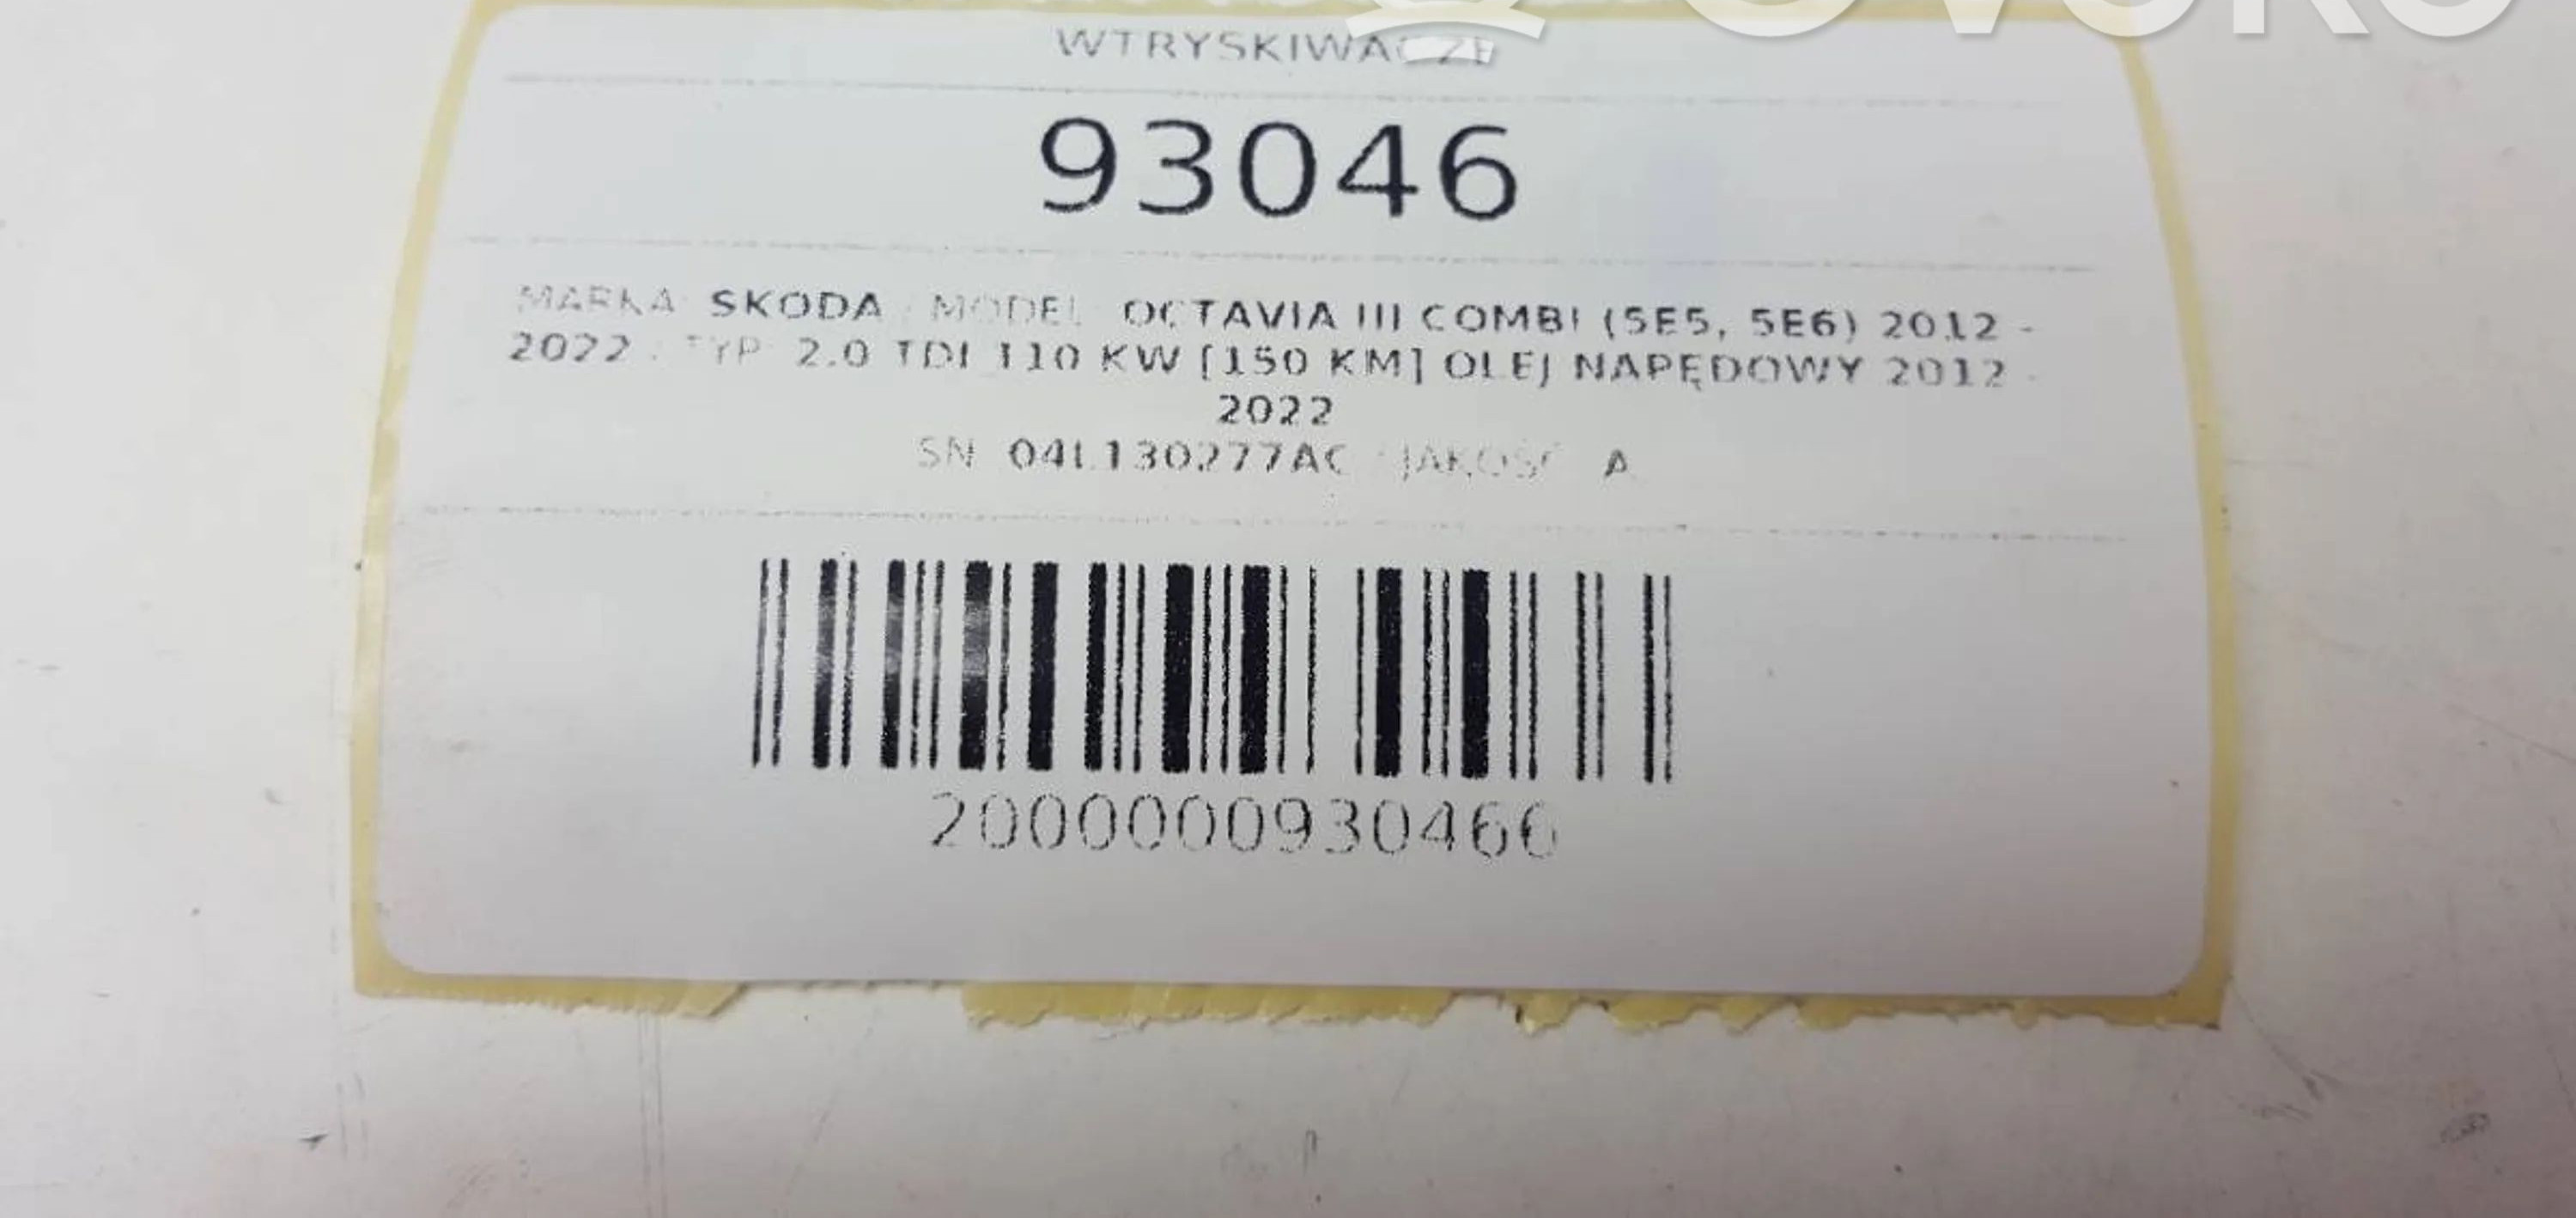 OVOKO
WTRYSKIWACZE
93046
MARKA: SKODA / MODEL: OCTAVIA III COMBI (5E5, 5E6) 2012 -
2022 / TYP: 2.0 TDI 110 KW [150 KM] OLEJ NAPĘDOWY 2012 -
2022
SN: 04L130277AC / JAKOŚĆ: A
2000000930466